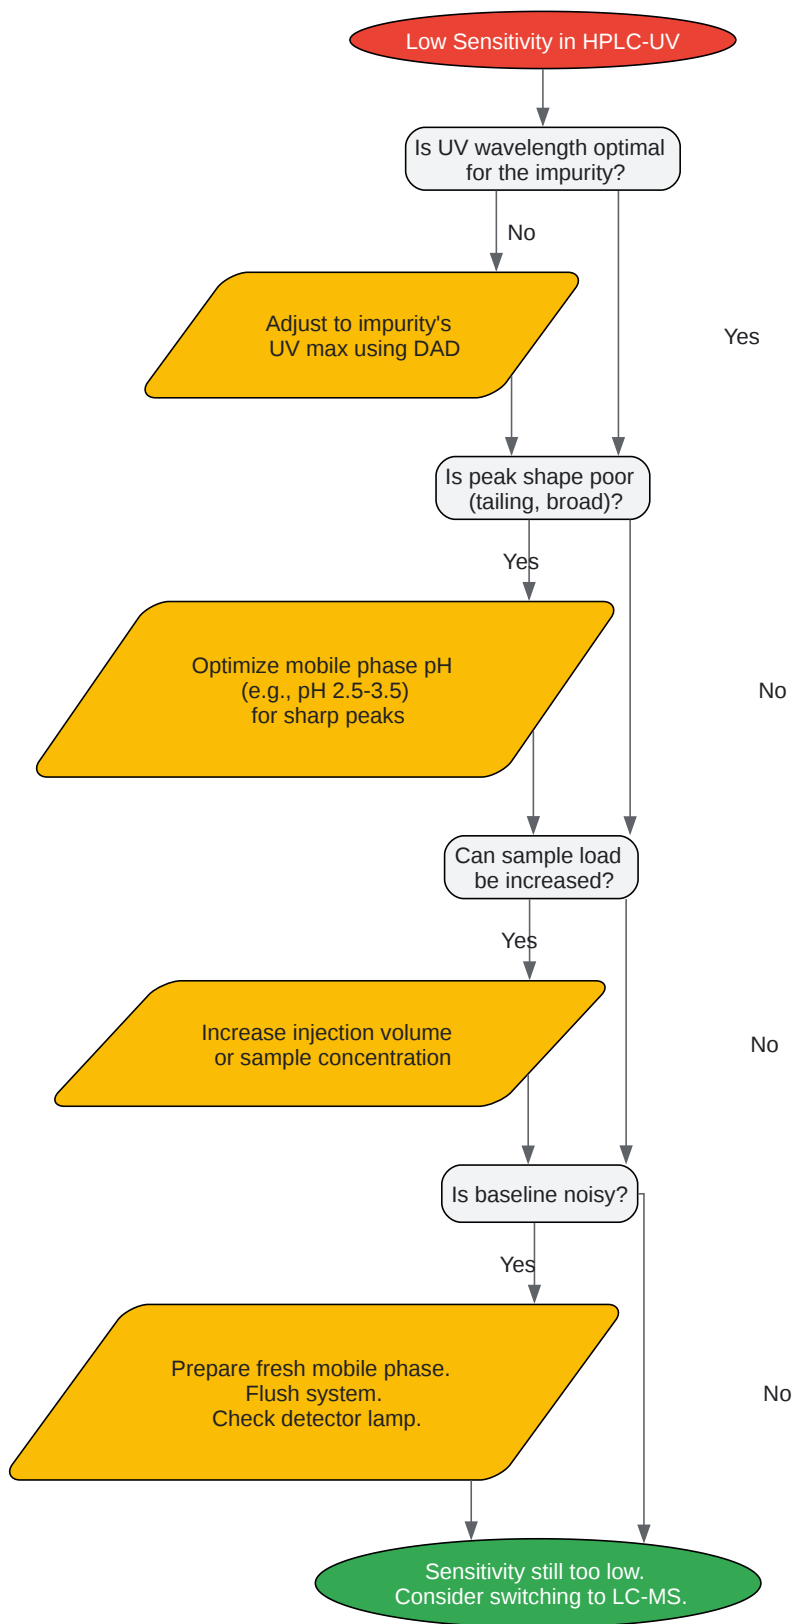 Low Sensitivity in HPLC-UV
Is UV wavelength optimal
for the impurity?
No
Adjust to impurity's
UV max using DAD
Yes
Is peak shape poor
(tailing, broad)?
Yes
Optimize mobile phase pH
(e.g., pH 2.5-3.5)
for sharp peaks
No
Can sample load
be increased?
Yes
Increase injection volume
or sample concentration
No
Is baseline noisy?
Yes
Prepare fresh mobile phase.
Flush system.
Check detector lamp.
No
Sensitivity still too low.
Consider switching to LC-MS.